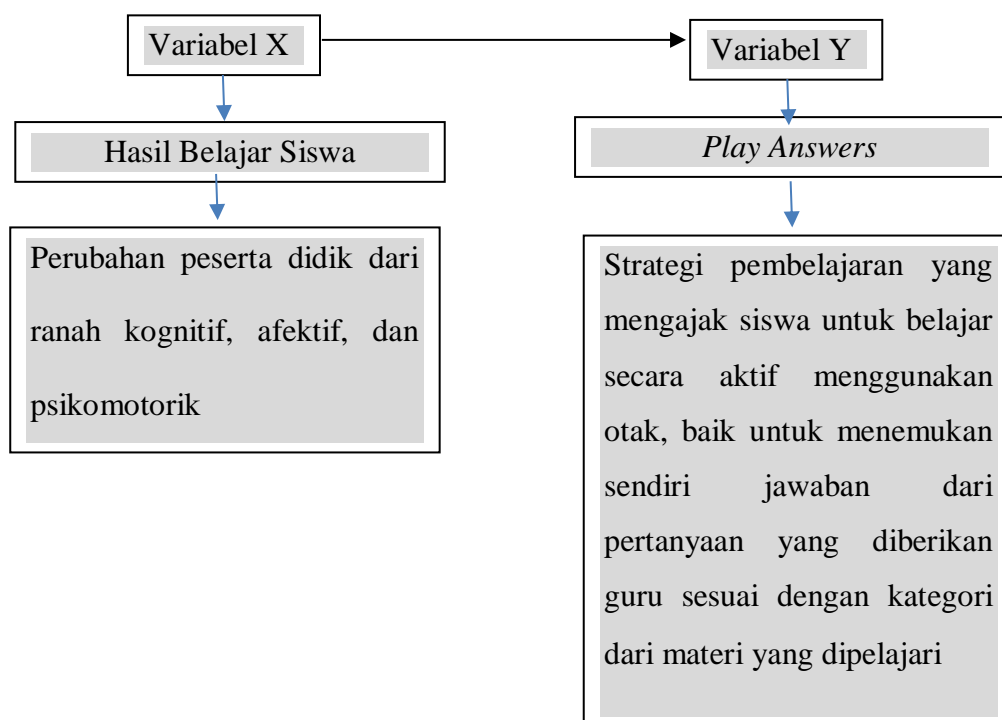 Variabel X
Variabel Y
Hasil Belajar Siswa
Play Answers
Perubahan peserta didik dari
ranah kognitif, afektif, dan
psikomotorik
Strategi pembelajaran yang
mengajak siswa untuk belajar
secara aktif menggunakan
otak, baik untuk menemukan
sendiri jawaban dari
pertanyaan yang diberikan
guru sesuai dengan kategori
dari materi yang dipelajari